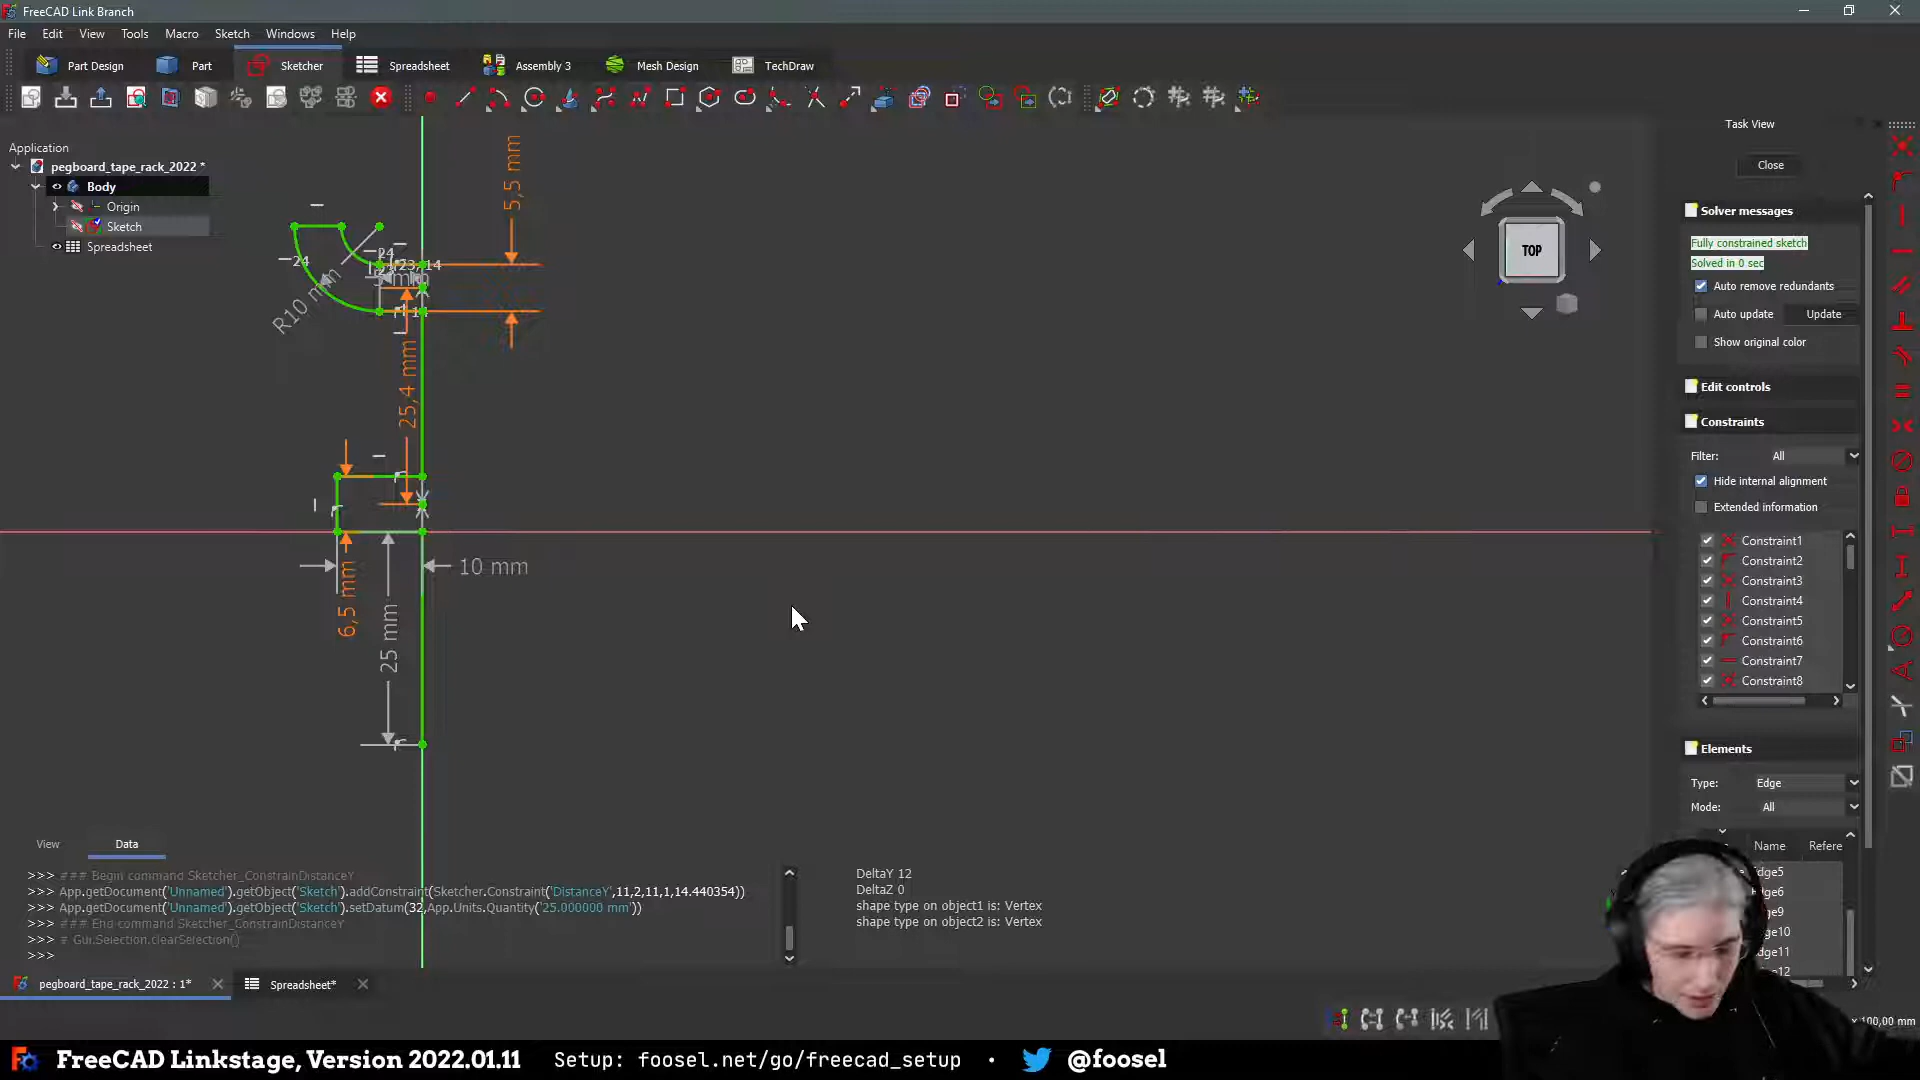 FreeCAD Link Branch
File Edit View Tools Macro Sketch Windows Help
Part Design Part Sketcher Spreadsheet Assembly 3 Mesh Design TechDraw
Application
pegboard_tape_rack_2022 *
Body
Origin
Sketch
Spreadsheet
5,5 mm
24
24
R10 mm
25,4 mm
6,5 mm
25 mm
10 mm
TOP
Task View
Close
Solver messages
Fully constrained sketch
Solved in 0 sec
Auto remove redundants
Auto update Update
Show original color
Edit controls
Constraints
Filter: All
Hide internal alignment
Extended information
Constraint1
Constraint2
Constraint3
Constraint4
Constraint5
Constraint6
Constraint7
Constraint8
Elements
Type: Edge
Mode: All
Name Refere
dge5
dge6
dge9
dge10
dge11
dge12
View Data
>>> ### Begin command Sketcher_ConstrainDistanceY
>>> App.getDocument('Unnamed').getObject('Sketch').addConstraint(Sketcher.Constraint('DistanceY',11,2,11,1,14.440354))
>>> App.getDocument('Unnamed').getObject('Sketch').setDatum(32,App.Units.Quantity('25.000000 mm'))
>>> ### End command Sketcher_ConstrainDistanceY
>>> # Gui.Selection.clearSelection()
>>>
DeltaY 12
DeltaZ 0
shape type on object1 is: Vertex
shape type on object2 is: Vertex
pegboard_tape_rack_2022 : 1*
Spreadsheet*
x 100,00 mm
FreeCAD Linkstage, Version 2022.01.11 Setup: foosel.net/go/freecad_setup • @foosel